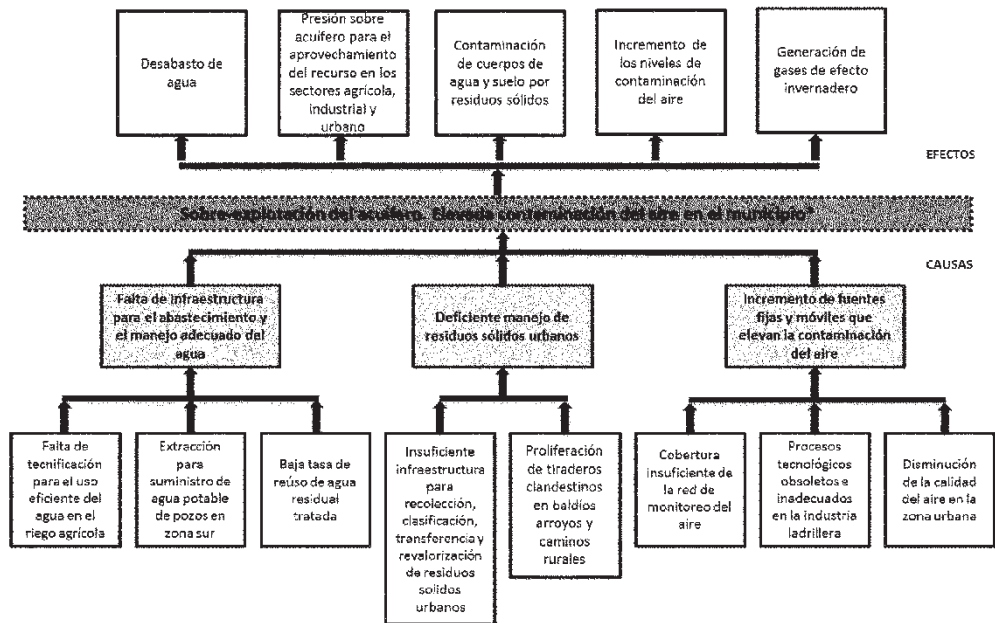 Desabasto de
agua
Presión sobre
acuífero para el
aprovechamiento
del recurso en los
sectores agrícola,
industrial y
urbano
Contaminación
de cuerpos de
agua y suelo por
residuos sólidos
Incremento de
los niveles de
contaminación
del aire
Generación de
gases de efecto
invernadero
EFECTOS
Sobre-explotación del acuífero. Elevada contaminación del aire en el municipio*
CAUSAS
Falta de infraestructura
para el abastecimiento y
el manejo adecuado del
agua
Deficiente manejo de
residuos sólidos urbanos
Incremento de fuentes
fijas y móviles que
elevan la contaminación
del aire
Falta de
tecnificación
para el uso
eficiente del
agua en el
riego agrícola
Extracción
para
suministro de
agua potable
de pozos en
zona sur
Baja tasa de
reúso de agua
residual
tratada
Insuficiente
infraestructura
para
recolección,
clasificación,
transferencia y
revalorización
de residuos
solidos
urbanos
Proliferación
de tiraderos
clandestinos
en baldíos
arroyos y
caminos
rurales
Cobertura
insuficiente de
la red de
monitoreo del
aire
Procesos
tecnológicos
obsoletos e
inadecuados
en la industria
ladrillera
Disminución
de la calidad
del aire en la
zona urbana